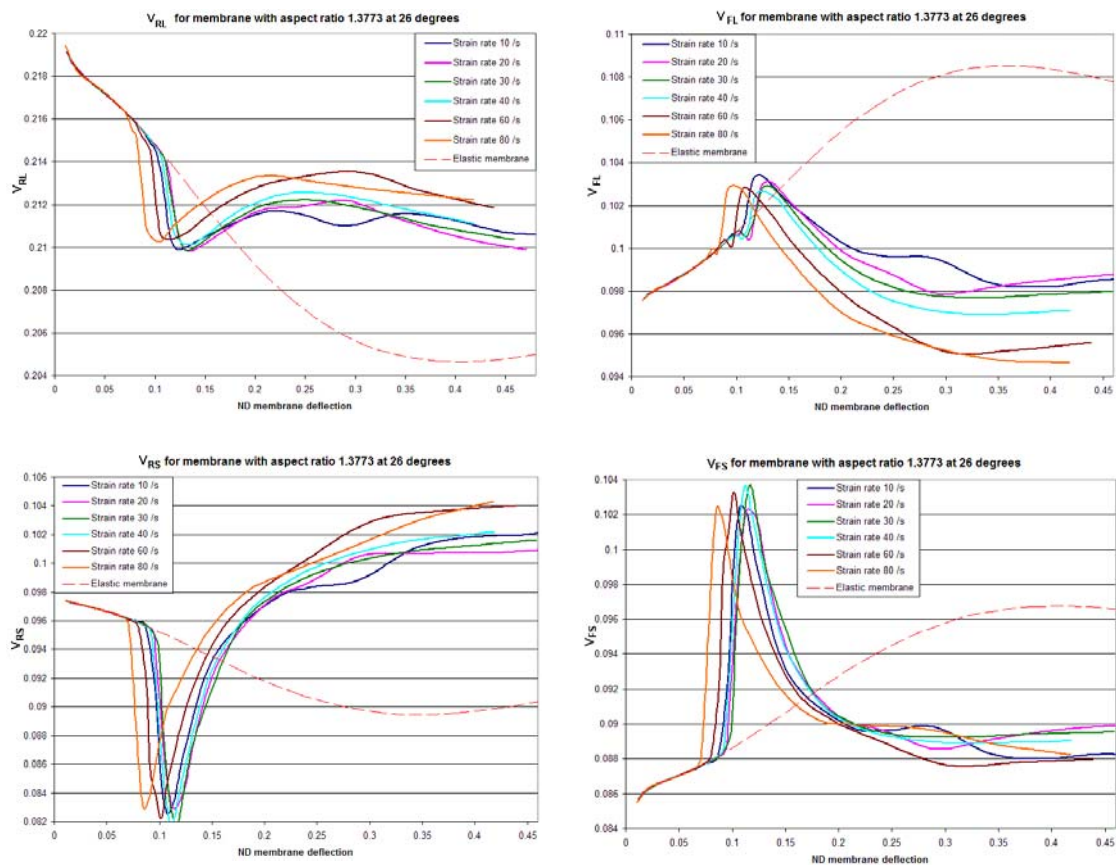 V_RL for membrane with aspect ratio 1.3773 at 26 degrees
0.22
0.218
0.216
0.214
0.212
0.21
0.208
0.206
0.204
V_RL
Strain rate 10 /s
Strain rate 20 /s
Strain rate 30 /s
Strain rate 40 /s
Strain rate 60 /s
Strain rate 80 /s
Elastic membrane
0 0.05 0.1 0.15 0.2 0.25 0.3 0.35 0.4 0.45
ND membrane deflection
V_FL for membrane with aspect ratio 1.3773 at 26 degrees
0.11
0.108
0.106
0.104
0.102
0.1
0.098
0.096
0.094
V_FL
Strain rate 10 /s
Strain rate 20 /s
Strain rate 30 /s
Strain rate 40 /s
Strain rate 60 /s
Strain rate 80 /s
Elastic membrane
0 0.05 0.1 0.15 0.2 0.25 0.3 0.35 0.4 0.45
ND membrane deflection
V_RS for membrane with aspect ratio 1.3773 at 26 degrees
0.106
0.104
0.102
0.1
0.098
0.096
0.094
0.092
0.09
0.088
0.086
0.084
0.082
V_RS
Strain rate 10 /s
Strain rate 20 /s
Strain rate 30 /s
Strain rate 40 /s
Strain rate 60 /s
Strain rate 80 /s
Elastic membrane
0 0.05 0.1 0.15 0.2 0.25 0.3 0.35 0.4 0.45
ND membrane deflection
V_FS for membrane with aspect ratio 1.3773 at 26 degrees
0.104
0.102
0.1
0.098
0.096
0.094
0.092
0.09
0.088
0.086
0.084
V_FS
Strain rate 10 /s
Strain rate 20 /s
Strain rate 30 /s
Strain rate 40 /s
Strain rate 60 /s
Strain rate 80 /s
Elastic membrane
0.00 0.05 0.1 0.15 0.2 0.25 0.3 0.35 0.4 0.45
ND membrane deflection